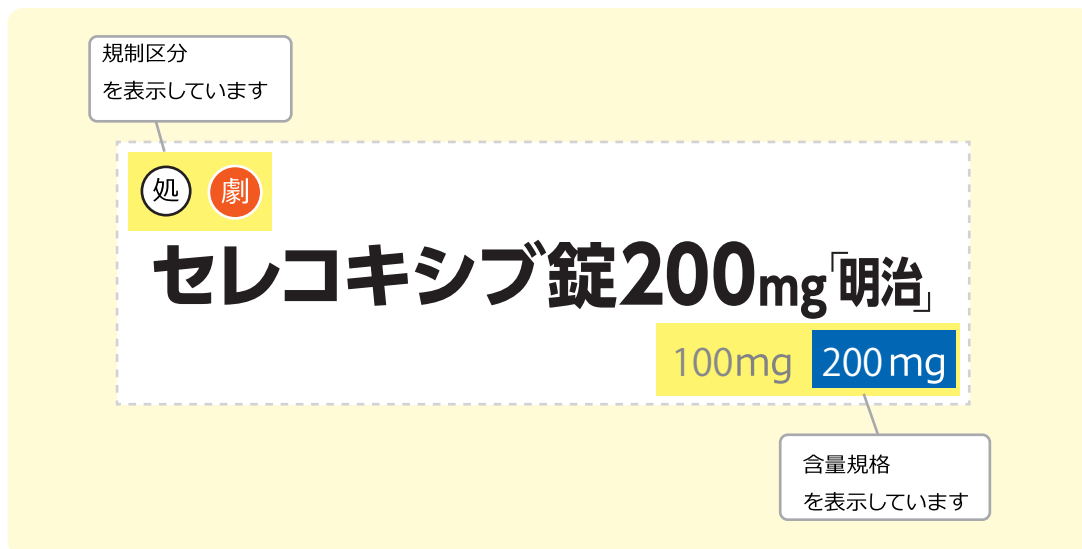 規制区分
を表示しています
処 劇
セレコキシブ錠200mg「明治」
100mg 200mg
含量規格
を表示しています